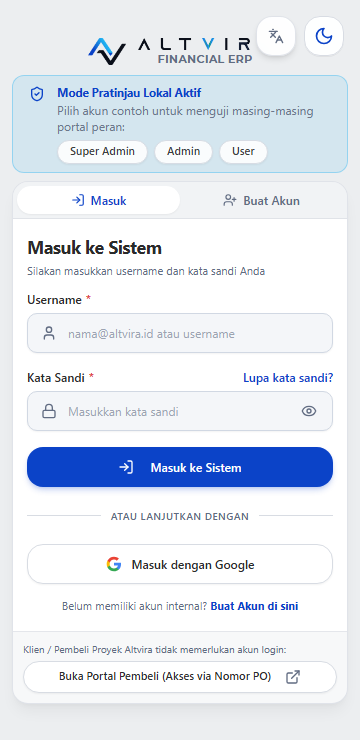 ALTVIR
FINANCIAL ERP
Mode Pratinjau Lokal Aktif
Pilih akun contoh untuk menguji masing-masing
portal peran:
Super Admin
Admin
User
Masuk
Buat Akun
Masuk ke Sistem
Silakan masukkan username dan kata sandi Anda
Username *
nama@altvira.id atau username
Kata Sandi *
Lupa kata sandi?
Masukkan kata sandi
Masuk ke Sistem
ATAU LANJUTKAN DENGAN
Masuk dengan Google
Belum memiliki akun internal? Buat Akun di sini
Klien / Pembeli Proyek Altvira tidak memerlukan akun login:
Buka Portal Pembeli (Akses via Nomor PO)